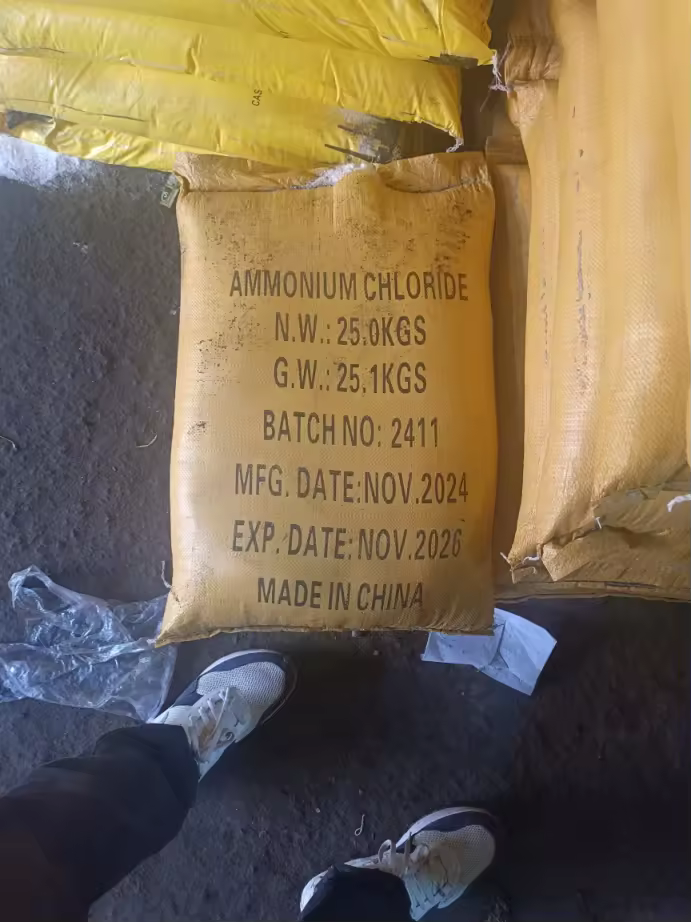 CAS
AMMONIUM CHLORIDE
N.W.: 25.0KGS
G.W.: 25.1KGS
BATCH NO: 2411
MFG. DATE:NOV.2024
EXP. DATE:NOV.2026
MADE IN CHINA